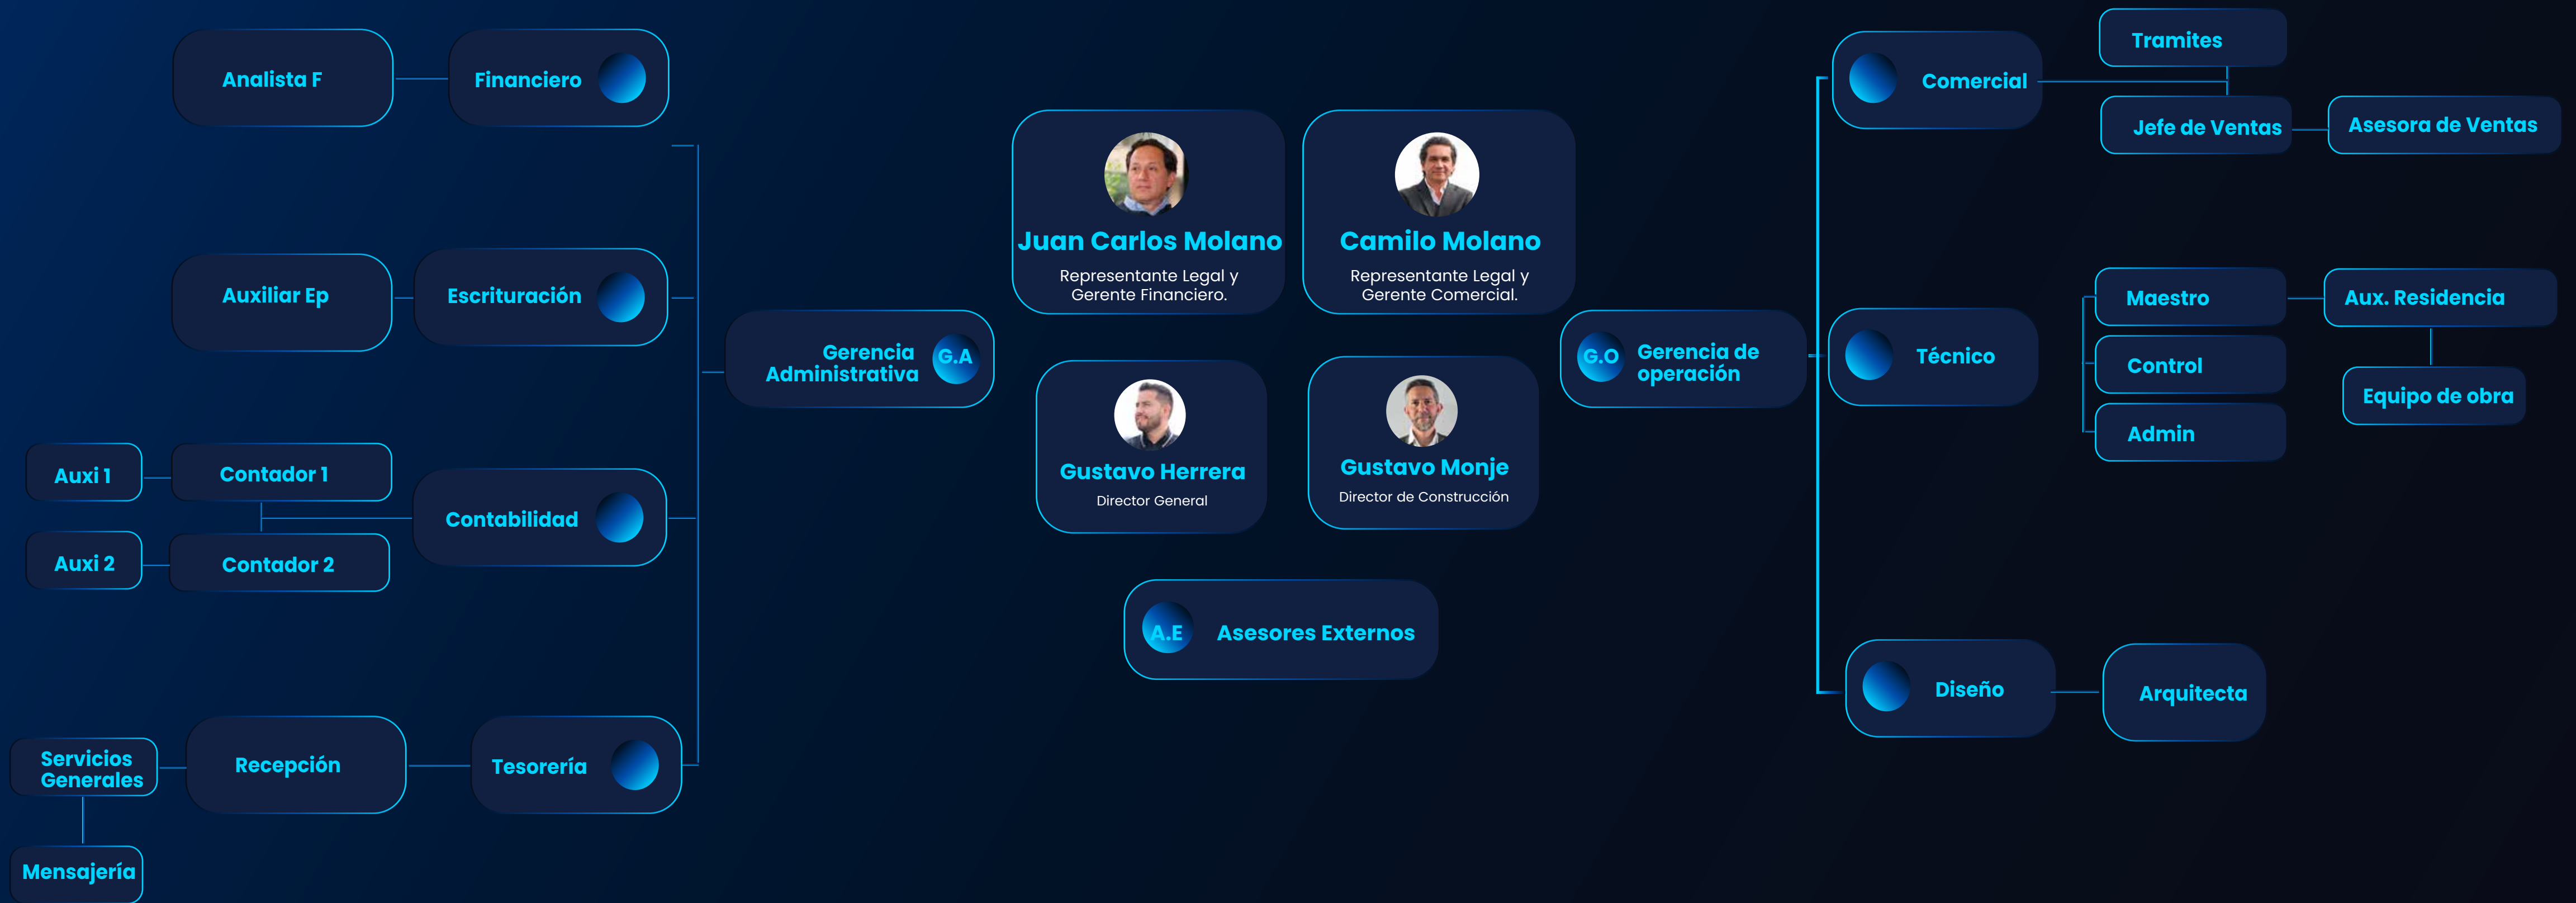 Analista F
Financiero
Auxiliar Ep
Escrituración
Auxi 1
Contador 1
Contabilidad
Auxi 2
Contador 2
Servicios
Generales
Recepción
Tesorería
Mensajería
Gerencia
Administrativa
G.A
Juan Carlos Molano
Representante Legal y
Gerente Financiero.
Camilo Molano
Representante Legal y
Gerente Comercial.
Gustavo Herrera
Director General
Gustavo Monje
Director de Construcción
A.E
Asesores Externos
G.O
Gerencia de
operación
Comercial
Tramites
Jefe de Ventas
Asesora de Ventas
Técnico
Maestro
Aux. Residencia
Control
Equipo de obra
Admin
Diseño
Arquitecta